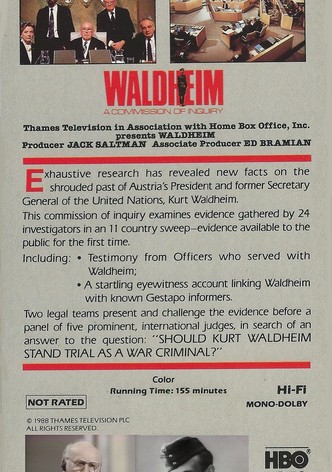 WALDHEIM
A COMMISSION OF INQUIRY
Thames Television in Association with Home Box Office, Inc.
presents WALDHEIM
Producer JACK SALTMAN Associate Producer ED BRAMIAN
Exhaustive research has revealed new facts on the
shrouded past of Austria's President and former Secretary
General of the United Nations, Kurt Waldheim.
This commission of inquiry examines evidence gathered by 24
investigators in an 11 country sweep–evidence available to the
public for the first time.
Including: • Testimony from Officers who served with
Waldheim;
• A startling eyewitness account linking Waldheim
with known Gestapo informers.
Two legal teams present and challenge the evidence before a
panel of five prominent, international judges, in search of an
answer to the question: "SHOULD KURT WALDHEIM
STAND TRIAL AS A WAR CRIMINAL?"
Color
Running Time: 155 minutes
Hi-Fi
MONO-DOLBY
NOT RATED
© 1988 THAMES TELEVISION PLC
ALL RIGHTS RESERVED.
HBO